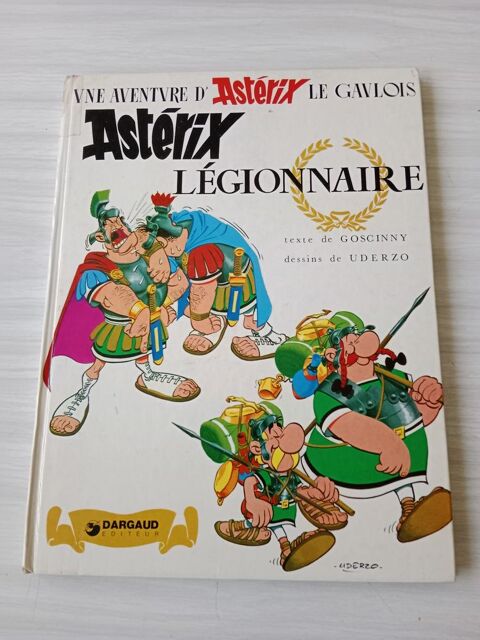 VNE AVENTVRE D'Astérix LE GAVLOIS
Astérix
LÉGIONNAIRE
texte de GOSCINNY
dessins de UDERZO
DARGAUD
EDITEUR
-UDERZO-